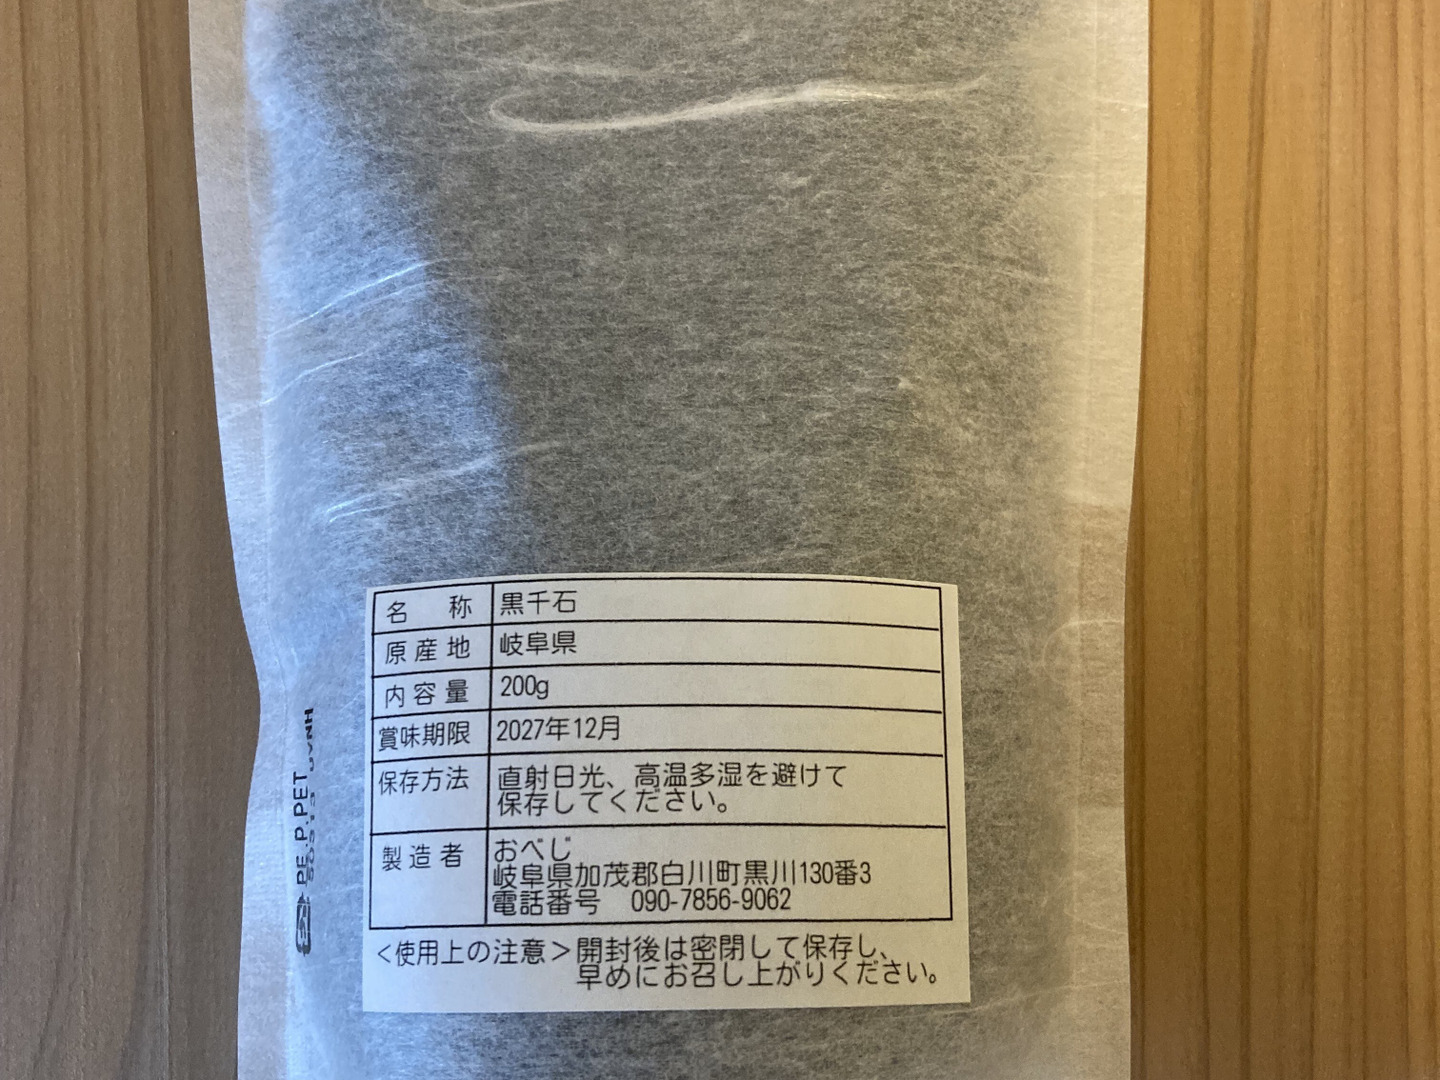 名　称 黒千石
原産地 岐阜県
内容量 200g
賞味期限 2027年12月
保存方法 直射日光、高温多湿を避けて
保存してください。
製造者 おべじ
岐阜県加茂郡白川町黒川130番3
電話番号　090-7856-9062
＜使用上の注意＞開封後は密閉して保存し、
早めにお召し上がりください。
PE,P,PET